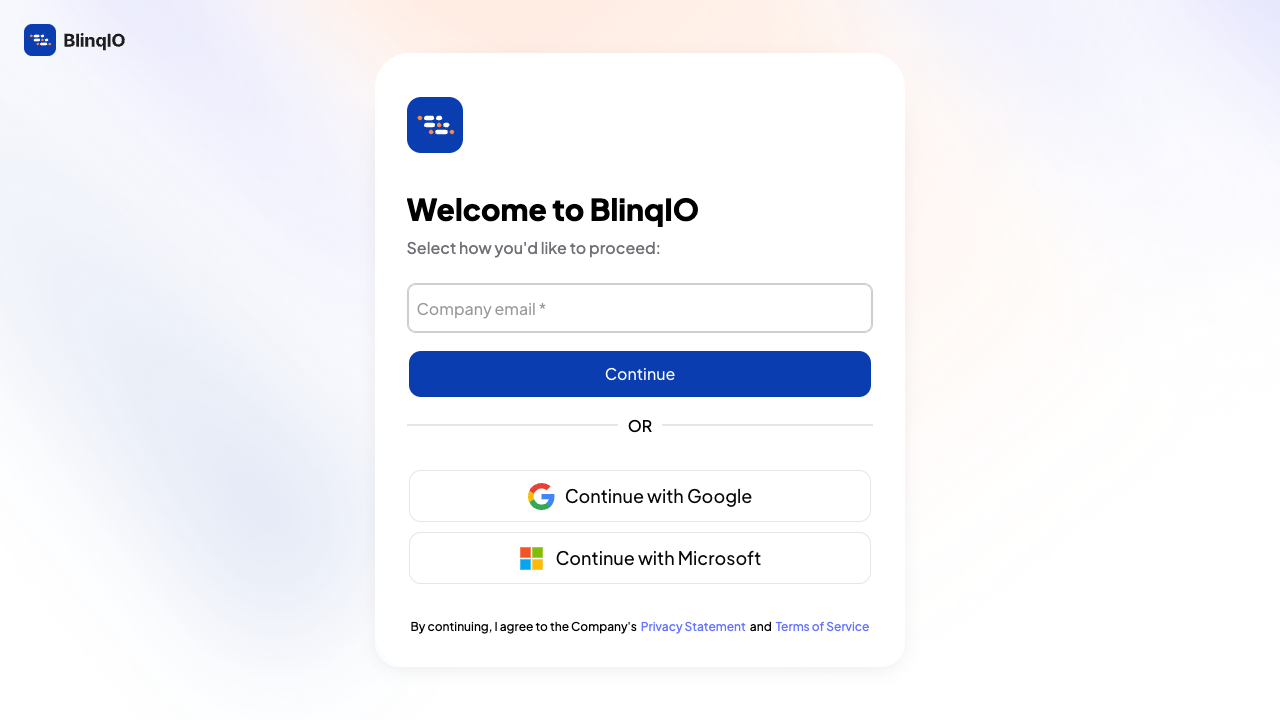 BlinqIO
Welcome to BlinqIO
Select how you'd like to proceed:
Company email *
Continue
OR
Continue with Google
Continue with Microsoft
By continuing, I agree to the Company's Privacy Statement and Terms of Service